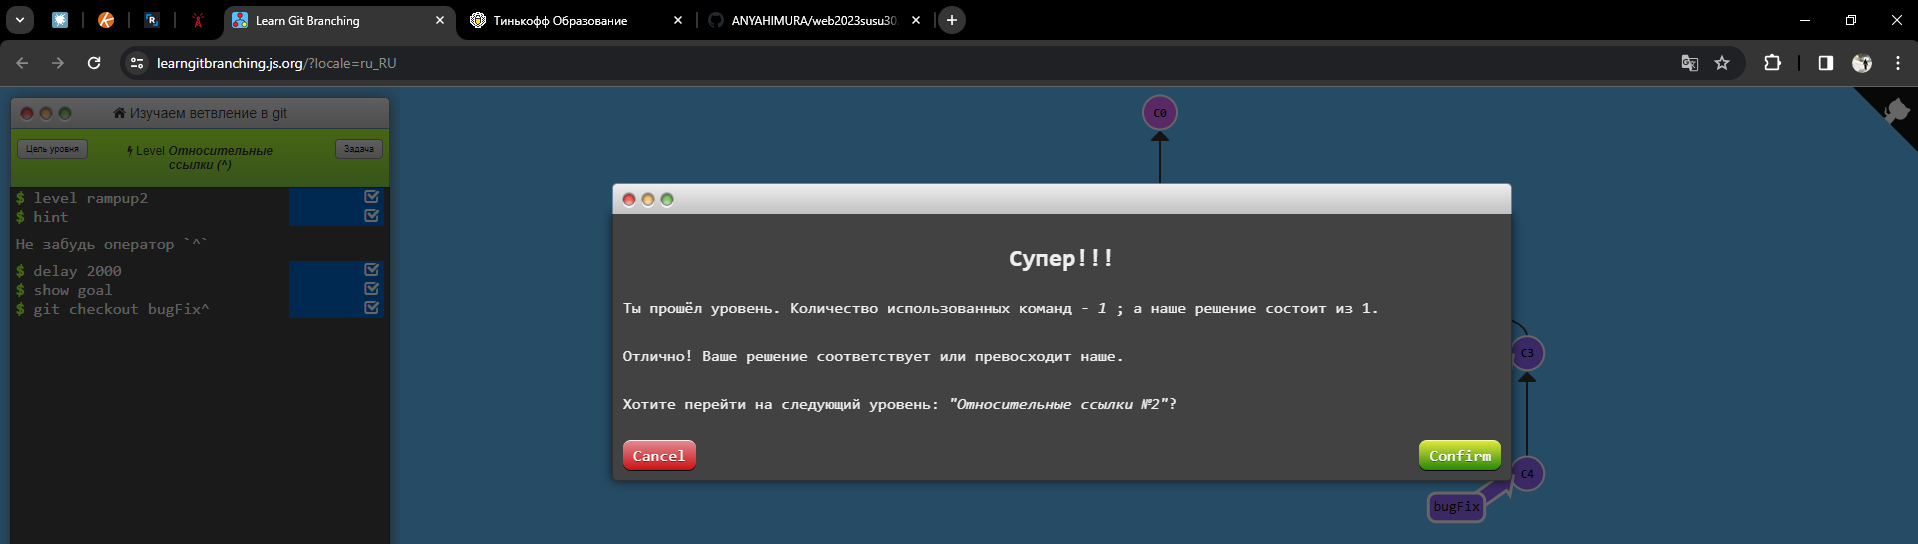 Learn Git Branching
Тинькофф Образование
ANYAHIMURA/web2023susu30
learngitbranching.js.org/?locale=ru_RU
Изучаем ветвление в git
Цель уровня
Level Относительные ссылки (^)
Задача
$ level rampup2
$ hint
Не забудь оператор `^`
$ delay 2000
$ show goal
$ git checkout bugFix^
C0
Супер!!!
Ты прошёл уровень. Количество использованных команд - 1 ; а наше решение состоит из 1.
Отлично! Ваше решение соответствует или превосходит наше.
Хотите перейти на следующий уровень: "Относительные ссылки №2"?
Cancel
Confirm
C3
C4
bugFix